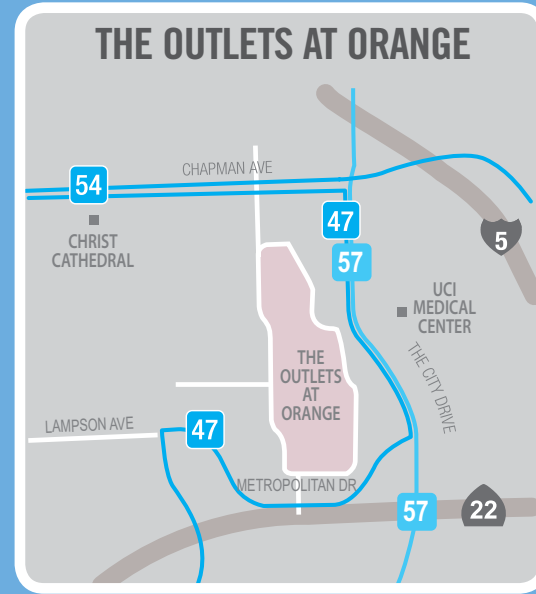 THE OUTLETS AT ORANGE
CHAPMAN AVE
54
47
CHRIST
CATHEDRAL
57
5
UCI
MEDICAL
CENTER
THE
OUTLETS
AT
ORANGE
THE CITY DRIVE
LAMPSON AVE
47
METROPOLITAN DR
57
22